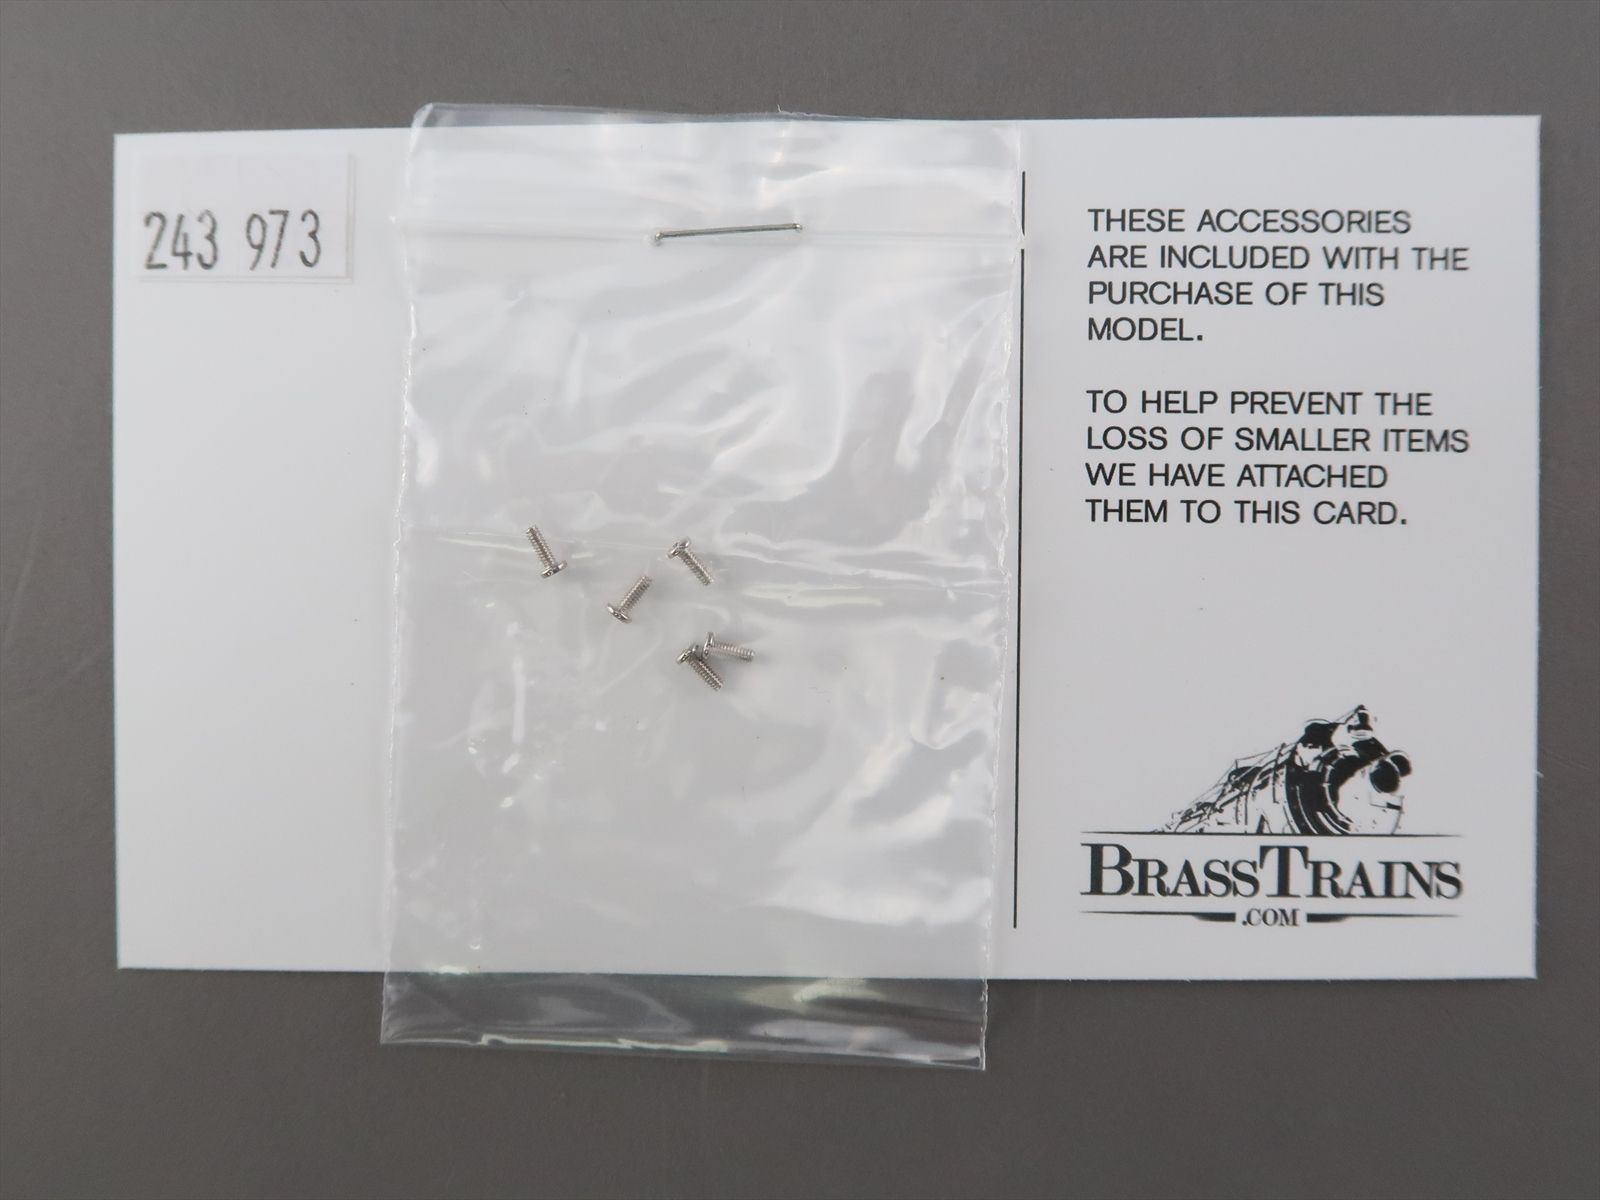 243 973
THESE ACCESSORIES
ARE INCLUDED WITH THE
PURCHASE OF THIS
MODEL.
TO HELP PREVENT THE
LOSS OF SMALLER ITEMS
WE HAVE ATTACHED
THEM TO THIS CARD.
BRASSTRAINS
.COM